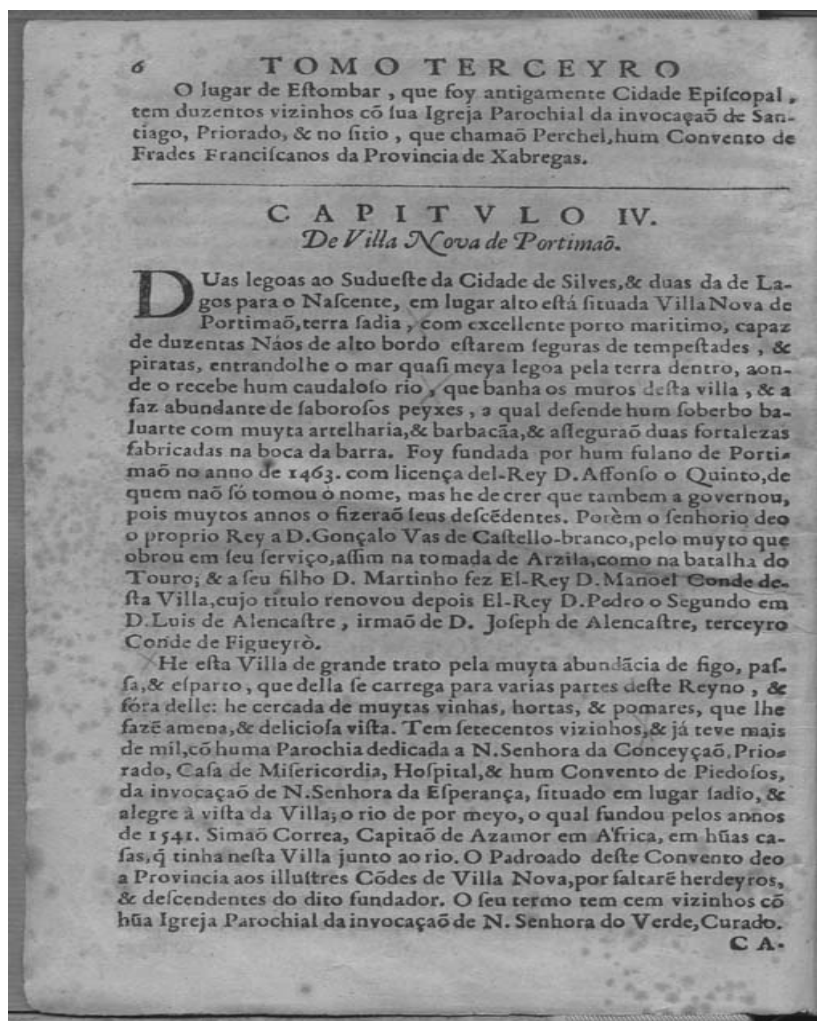 6 TOMO TERCEYRO
O lugar de Eſtombar , que foy antigamente Cidade Epiſcopal ,
tem duzentos vizinhos cõ ſua Igreja Parochial da invocaçaõ de San-
tiago, Priorado, & no ſitio , que chamaõ Perchel,hum Convento de
Frades Franciſcanos da Provincia de Xabregas.
CAPITVLO IV.
De Villa Nova de Portimaõ.
DUas legoas ao Sudueſte da Cidade de Silves,& duas da de La-
gos para o Naſcente, em lugar alto eſtá ſituada Villa Nova de
Portimaõ,terra ſadia , com excellente porto maritimo, capaz
de duzentas Náos de alto bordo eſtarem ſeguras de tempeſtades , &
piratas, entrandolhe o mar quaſi meya legoa pela terra dentro, aon-
de o recebe hum caudaloſo rio , que banha os muros deſta villa , & a
faz abundante de ſaboroſos peyxes , a qual defende hum ſoberbo ba-
luarte com muyta artelharia,& barbacãa,& aſſeguraõ duas fortalezas
fabricadas na boca da barra. Foy fundada por hum fulano de Porti-
maõ no anno de 1463. com licença del-Rey D. Affonſo o Quinto,de
quem naõ ſó tomou o nome, mas he de crer que tambem a governou,
pois muytos annos o fizeraõ ſeus deſcẽdentes. Porèm o ſenhorio deo
o proprio Rey a D.Gonçalo Vas de Caſtello-branco,pelo muyto que
obrou em ſeu ſerviço,aſſim na tomada de Arzila,como na batalha do
Touro; & a ſeu filho D. Martinho fez El-Rey D.Manoel Conde de-
ſta Villa,cujo titulo renovou depois El-Rey D.Pedro o Segundo em
D.Luis de Alencaſtre , irmaõ de D. Joſeph de Alencaſtre, terceyro
Conde de Figueyrò.
He eſta Villa de grande trato pela muyta abundãcia de figo, paſ-
ſa,& eſparto , que della ſe carrega para varias partes deſte Reyno , &
fóra delle: he cercada de muytas vinhas, hortas, & pomares, que lhe
fazẽ amena,& delicioſa viſta. Tem ſetecentos vizinhos,& já teve mais
de mil,cõ huma Parochia dedicada a N.Senhora da Conceyçaõ,Prio-
rado, Caſa de Miſericordia, Hoſpital,& hum Convento de Piedoſos,
da invocaçaõ de N.Senhora da Eſperança, ſituado em lugar ſadio, &
alegre à viſta da Villa,o rio de por meyo, o qual fundou pelos annos
de 1541. Simaõ Correa, Capitaõ de Azamor em Africa, em hũas ca-
ſas,q̃ tinha neſta Villa junto ao rio. O Padroado deſte Convento deo
a Provincia aos illuſtres Cõdes de Villa Nova,por faltarẽ herdeyros,
& deſcendentes do dito fundador. O ſeu termo tem cem vizinhos cõ
hũa Igreja Parochial da invocaçaõ de N. Senhora do Verde,Curado.
CA-